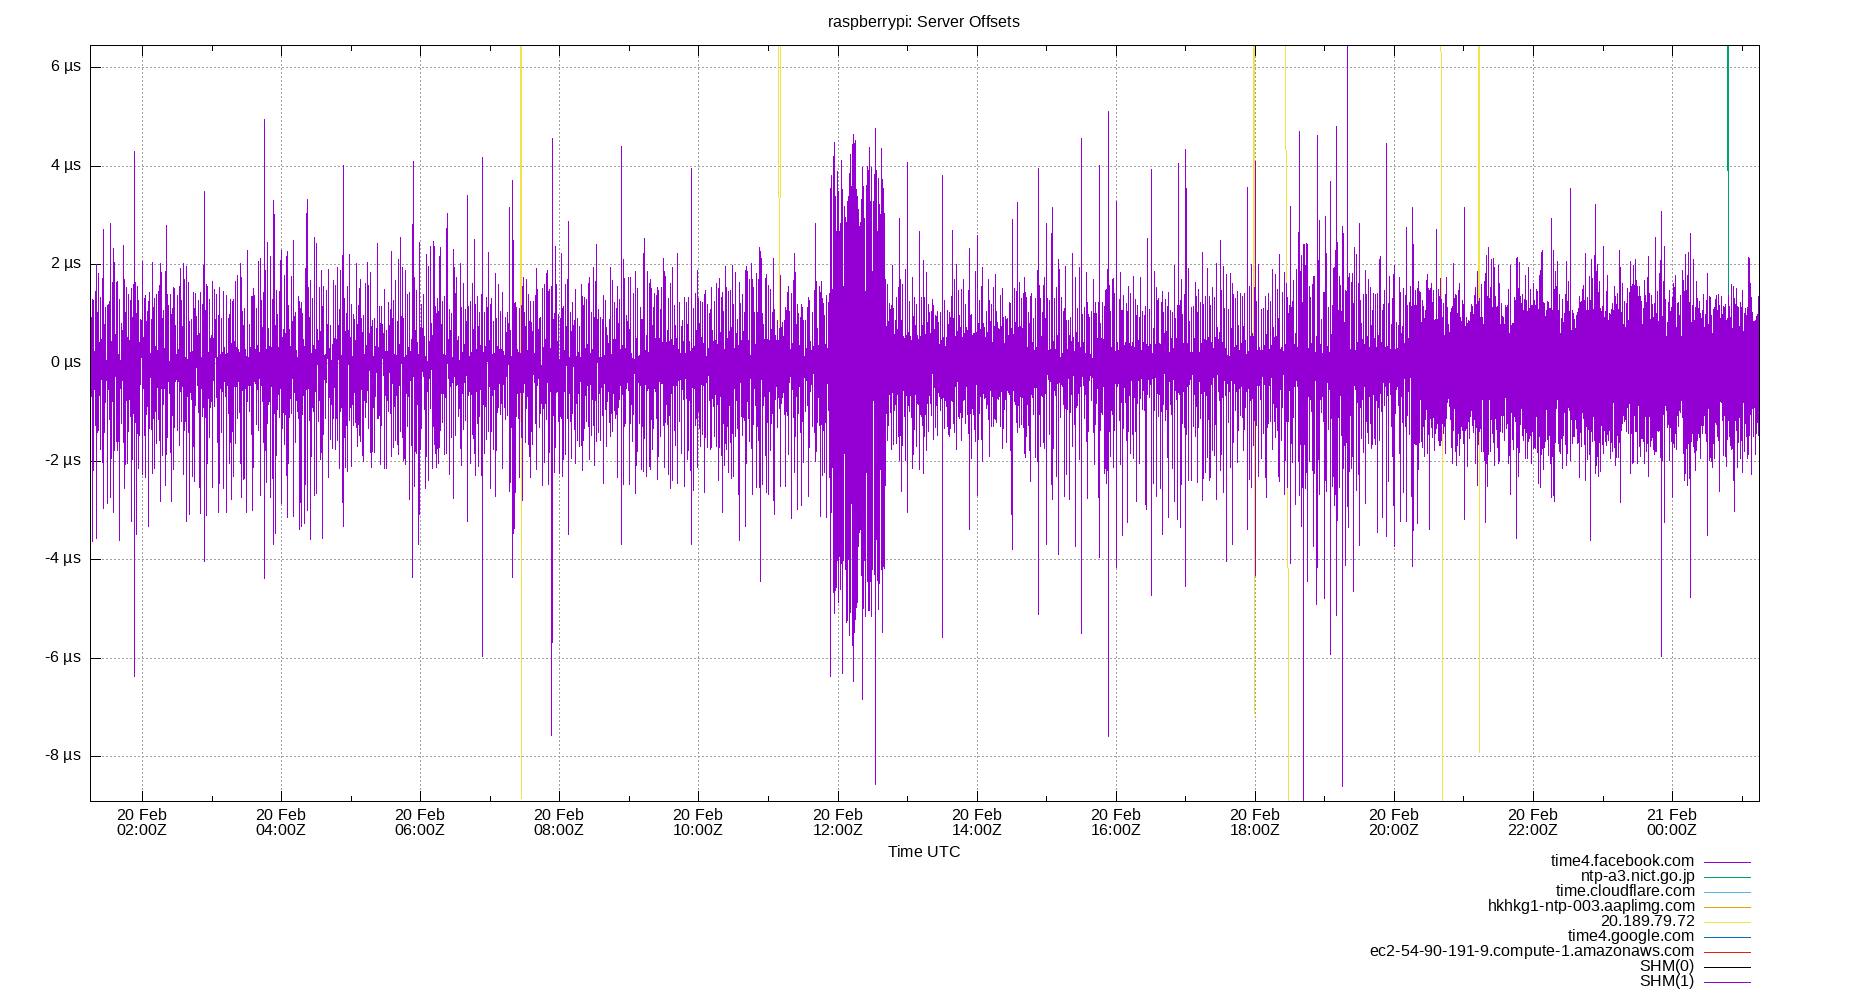 raspberrypi: Server Offsets
6 µs
4 µs
2 µs
0 µs
-2 µs
-4 µs
-6 µs
-8 µs
20 Feb 20 Feb 20 Feb 20 Feb 20 Feb 20 Feb 20 Feb 20 Feb 20 Feb 20 Feb 20 Feb 21 Feb
02:00Z 04:00Z 06:00Z 08:00Z 10:00Z 12:00Z 14:00Z 16:00Z 18:00Z 20:00Z 22:00Z 00:00Z
Time UTC
time4.facebook.com
ntp-a3.nict.go.jp
time.cloudflare.com
hkhkg1-ntp-003.aaplimg.com
20.189.79.72
time4.google.com
ec2-54-90-191-9.compute-1.amazonaws.com
SHM(0)
SHM(1)